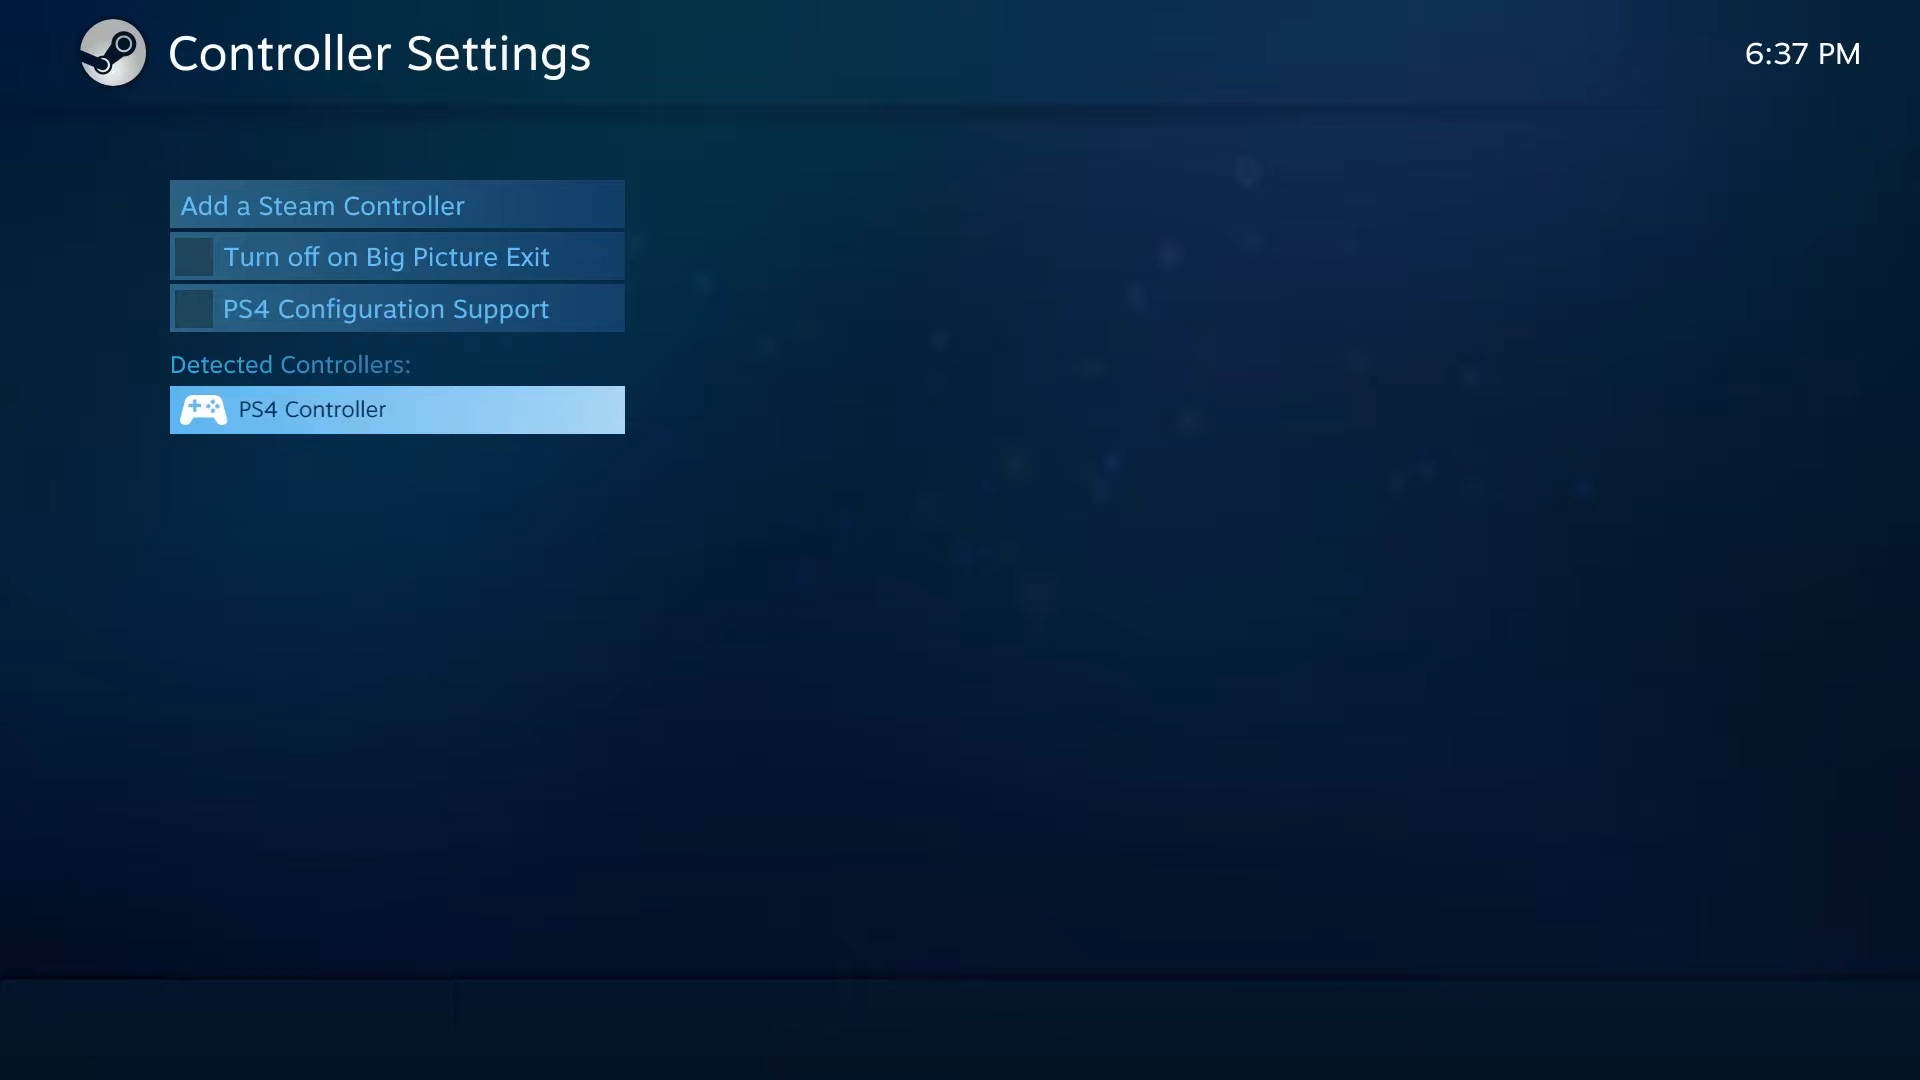 Controller Settings
6:37 PM
Add a Steam Controller
Turn off on Big Picture Exit
PS4 Configuration Support
Detected Controllers:
PS4 Controller